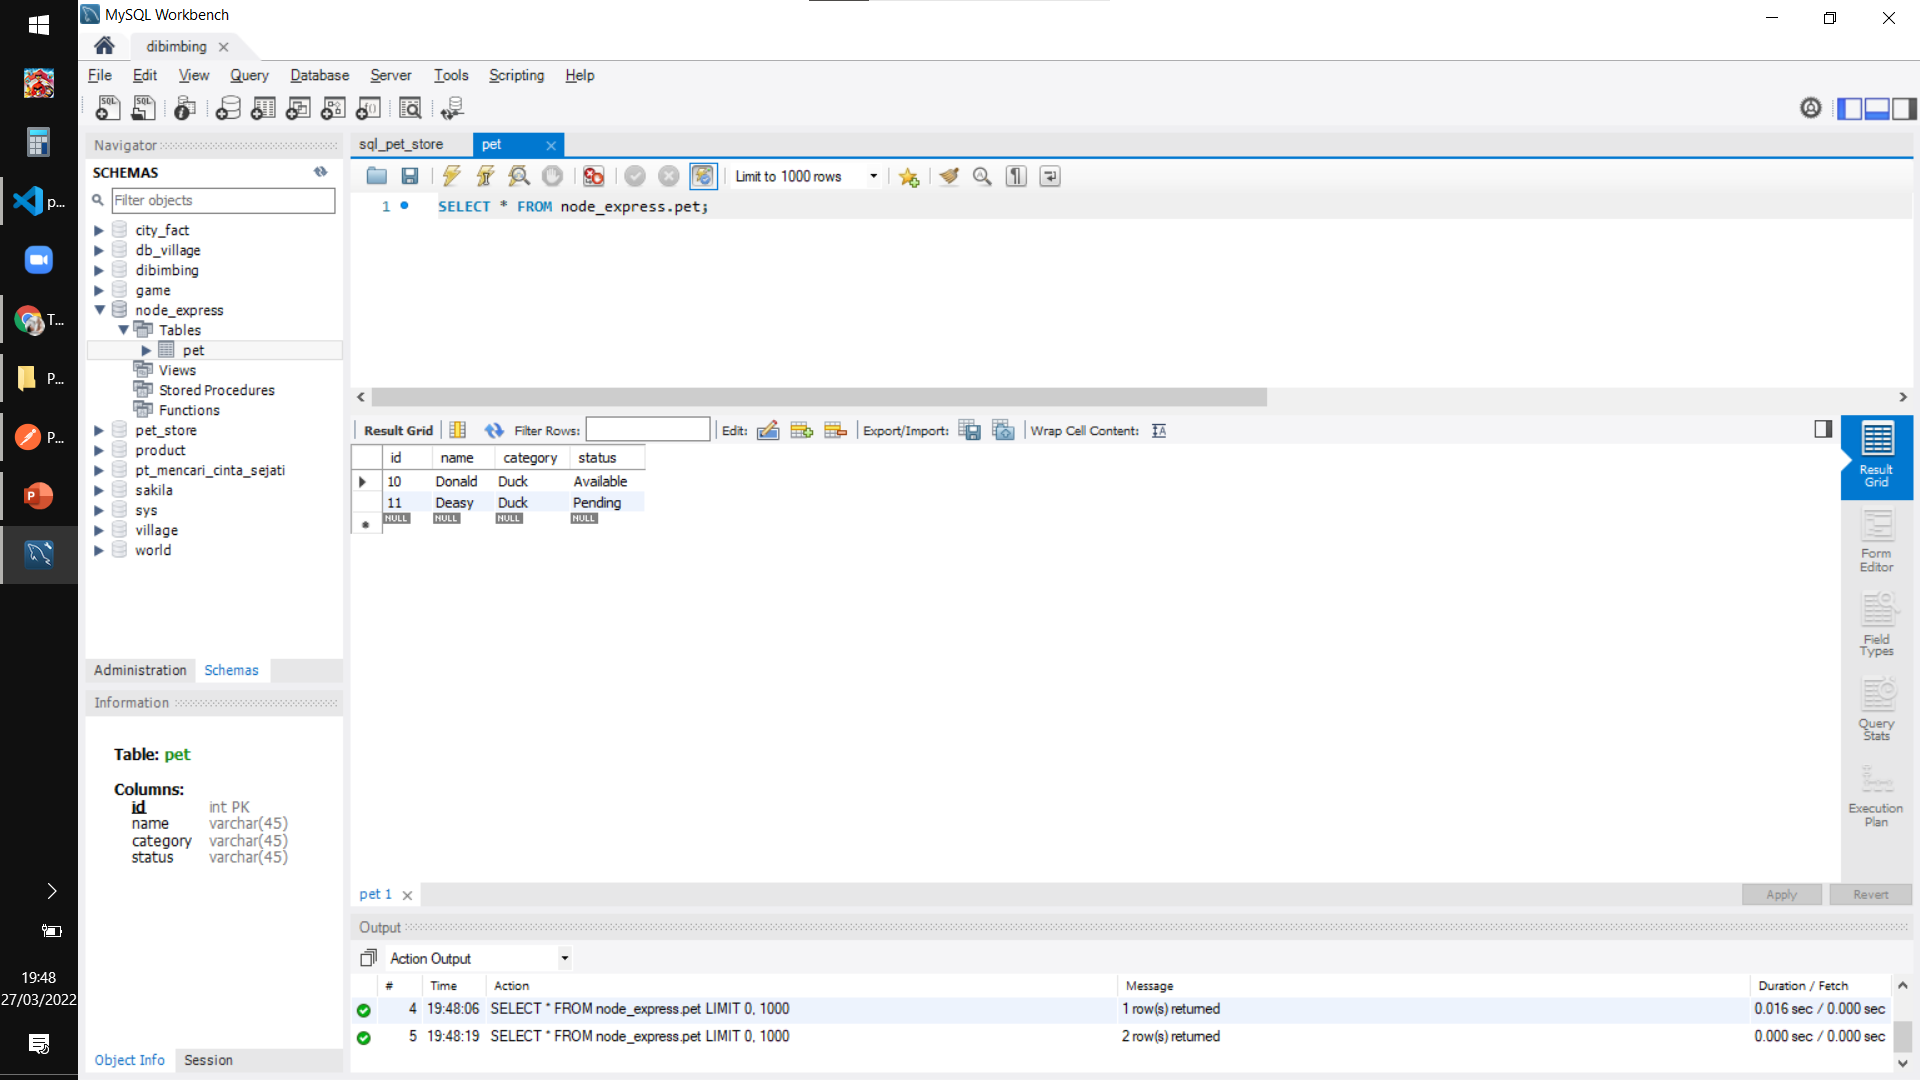 MySQL Workbench
dibimbing
File Edit View Query Database Server Tools Scripting Help
Navigator
SCHEMAS
Filter objects
city_fact
db_village
dibimbing
game
node_express
Tables
pet
Views
Stored Procedures
Functions
pet_store
product
pt_mencari_cinta_sejati
sakila
sys
village
world
Administration Schemas
Information
Table: pet
Columns:
id int PK
name varchar(45)
category varchar(45)
status varchar(45)
Object Info Session
sql_pet_store pet
Limit to 1000 rows
1 SELECT * FROM node_express.pet;
Result Grid Filter Rows: Edit: Export/Import: Wrap Cell Content:
id name category status
10 Donald Duck Available
11 Deasy Duck Pending
NULL NULL NULL NULL
Result
Grid
Form
Editor
Field
Types
Query
Stats
Execution
Plan
pet 1
Apply Revert
Output
Action Output
# Time Action Message Duration / Fetch
4 19:48:06 SELECT * FROM node_express.pet LIMIT 0, 1000 1 row(s) returned 0.016 sec / 0.000 sec
5 19:48:19 SELECT * FROM node_express.pet LIMIT 0, 1000 2 row(s) returned 0.000 sec / 0.000 sec
p...
T...
P...
P...
19:48
27/03/2022